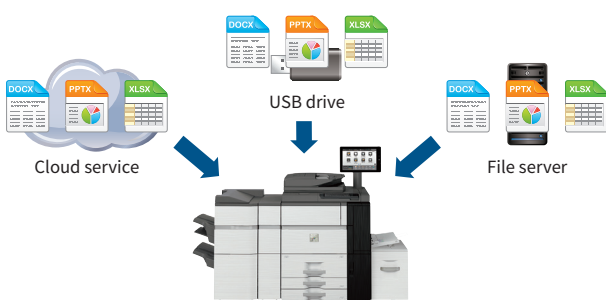 DOCX
PPTX
XLSX
USB drive
DOCX
PPTX
XLSX
Cloud service
DOCX
PPTX
XLSX
File server